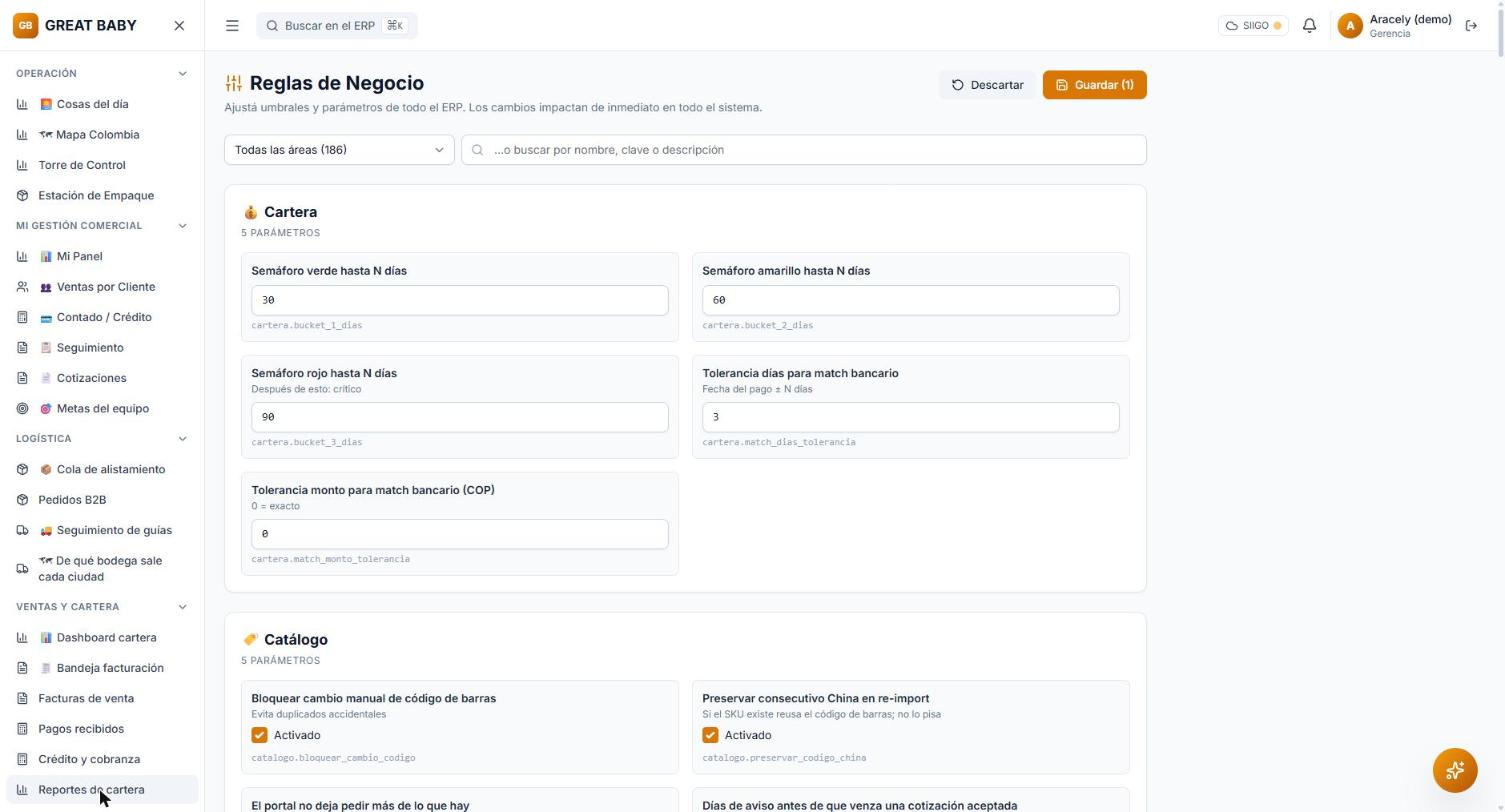 GB GREAT BABY
OPERACIÓN
Cosas del día
Mapa Colombia
Torre de Control
Estación de Empaque
MI GESTIÓN COMERCIAL
Mi Panel
Ventas por Cliente
Contado / Crédito
Seguimiento
Cotizaciones
Metas del equipo
LOGÍSTICA
Cola de alistamiento
Pedidos B2B
Seguimiento de guías
De qué bodega sale
cada ciudad
VENTAS Y CARTERA
Dashboard cartera
Bandeja facturación
Facturas de venta
Pagos recibidos
Crédito y cobranza
Reportes de cartera
Buscar en el ERP ⌘K
SIIGO
A
Aracely (demo)
Gerencia
Reglas de Negocio
Ajustá umbrales y parámetros de todo el ERP. Los cambios impactan de inmediato en todo el sistema.
Descartar
Guardar (1)
Todas las áreas (186)
...o buscar por nombre, clave o descripción
Cartera
5 PARÁMETROS
Semáforo verde hasta N días
30
cartera.bucket_1_dias
Semáforo amarillo hasta N días
60
cartera.bucket_2_dias
Semáforo rojo hasta N días
Después de esto: crítico
90
cartera.bucket_3_dias
Tolerancia días para match bancario
Fecha del pago ± N días
3
cartera.match_dias_tolerancia
Tolerancia monto para match bancario (COP)
0 = exacto
0
cartera.match_monto_tolerancia
Catálogo
5 PARÁMETROS
Bloquear cambio manual de código de barras
Evita duplicados accidentales
Activado
catalogo.bloquear_cambio_codigo
Preservar consecutivo China en re-import
Si el SKU existe reusa el código de barras; no lo pisa
Activado
catalogo.preservar_codigo_china
El portal no deja pedir más de lo que hay
Días de aviso antes de que venza una cotización aceptada